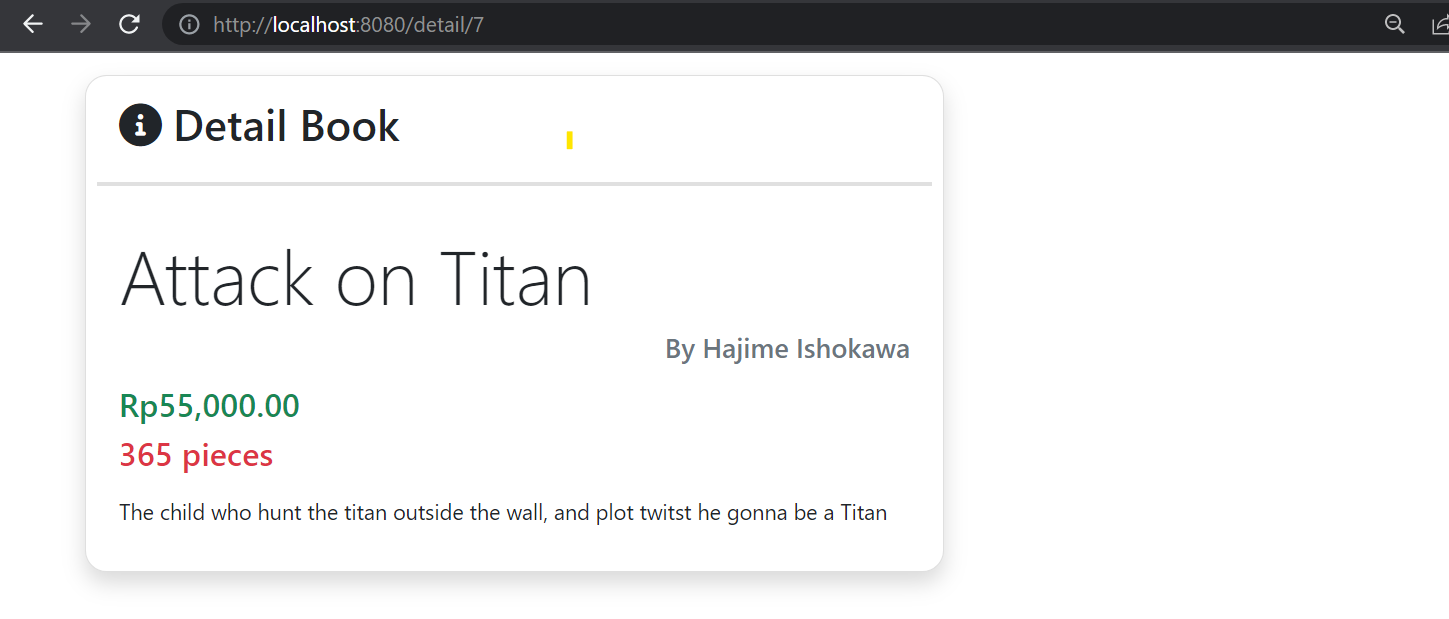 http://localhost:8080/detail/7
Detail Book
Attack on Titan
By Hajime Ishokawa
Rp55,000.00
365 pieces
The child who hunt the titan outside the wall, and plot twitst he gonna be a Titan